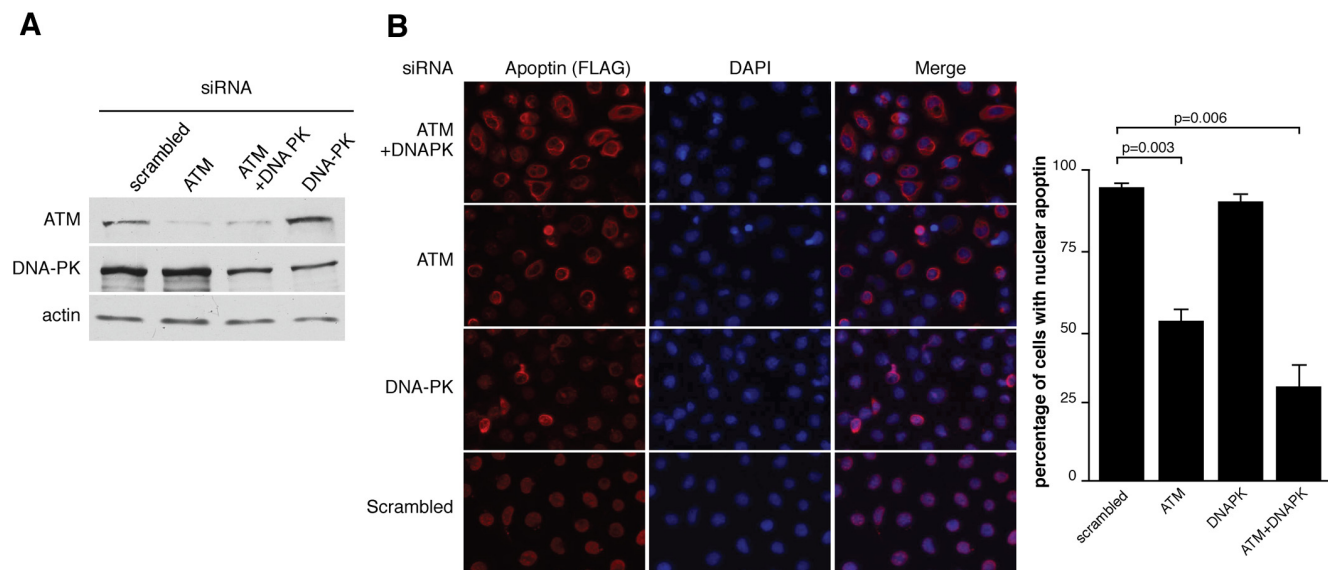 A
siRNA
scrambled
ATM
ATM
+DNA PK
DNA-PK
ATM
DNA-PK
actin
B
siRNA
Apoptin (FLAG)
DAPI
Merge
ATM
+DNAPK
ATM
DNA-PK
Scrambled
p=0.006
p=0.003
percentage of cells with nuclear apoptin
100
75
50
25
0
scrambled
ATM
DNAPK
ATM+DNAPK